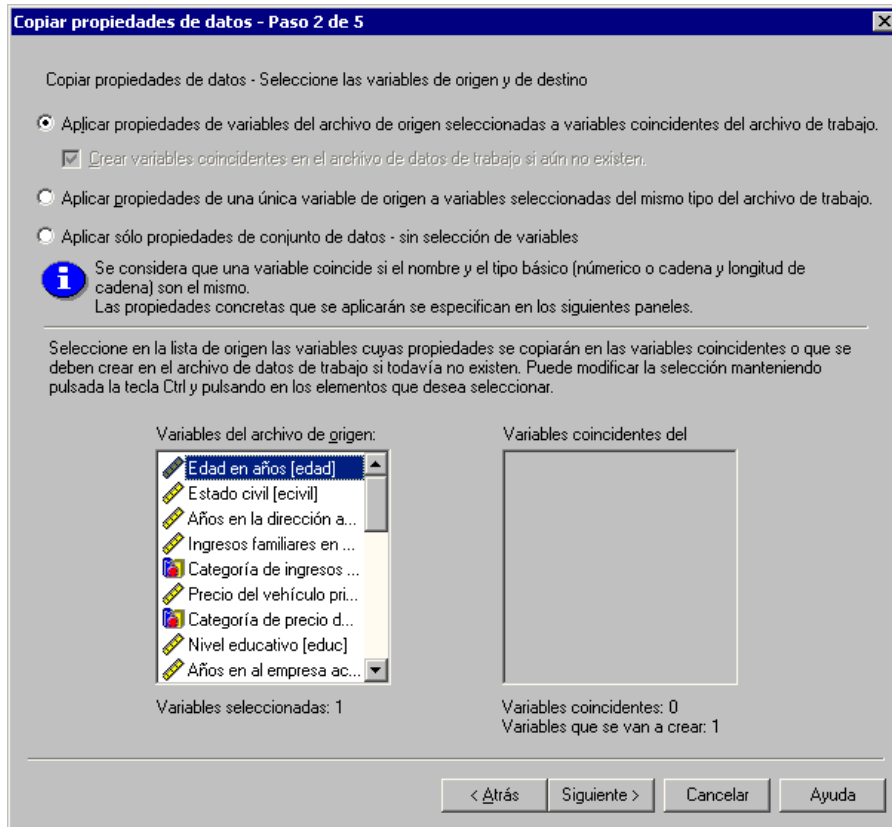 Copiar propiedades de datos - Paso 2 de 5
Copiar propiedades de datos - Seleccione las variables de origen y de destino
Aplicar propiedades de variables del archivo de origen seleccionadas a variables coincidentes del archivo de trabajo.
Crear variables coincidentes en el archivo de datos de trabajo si aún no existen.
Aplicar propiedades de una única variable de origen a variables seleccionadas del mismo tipo del archivo de trabajo.
Aplicar sólo propiedades de conjunto de datos - sin selección de variables
Se considera que una variable coincide si el nombre y el tipo básico (númerico o cadena y longitud de
cadena) son el mismo.
Las propiedades concretas que se aplicarán se especifican en los siguientes paneles.
Seleccione en la lista de origen las variables cuyas propiedades se copiarán en las variables coincidentes o que se
deben crear en el archivo de datos de trabajo si todavía no existen. Puede modificar la selección manteniendo
pulsada la tecla Ctrl y pulsando en los elementos que desea seleccionar.
Variables del archivo de origen:
Edad en años [edad]
Estado civil [ecivil]
Años en la dirección a...
Ingresos familiares en ...
Categoría de ingresos ...
Precio del vehículo pri...
Categoría de precio d...
Nivel educativo [educ]
Años en al empresa ac...
Variables seleccionadas: 1
Variables coincidentes del
Variables coincidentes: 0
Variables que se van a crear: 1
< Atrás
Siguiente >
Cancelar
Ayuda